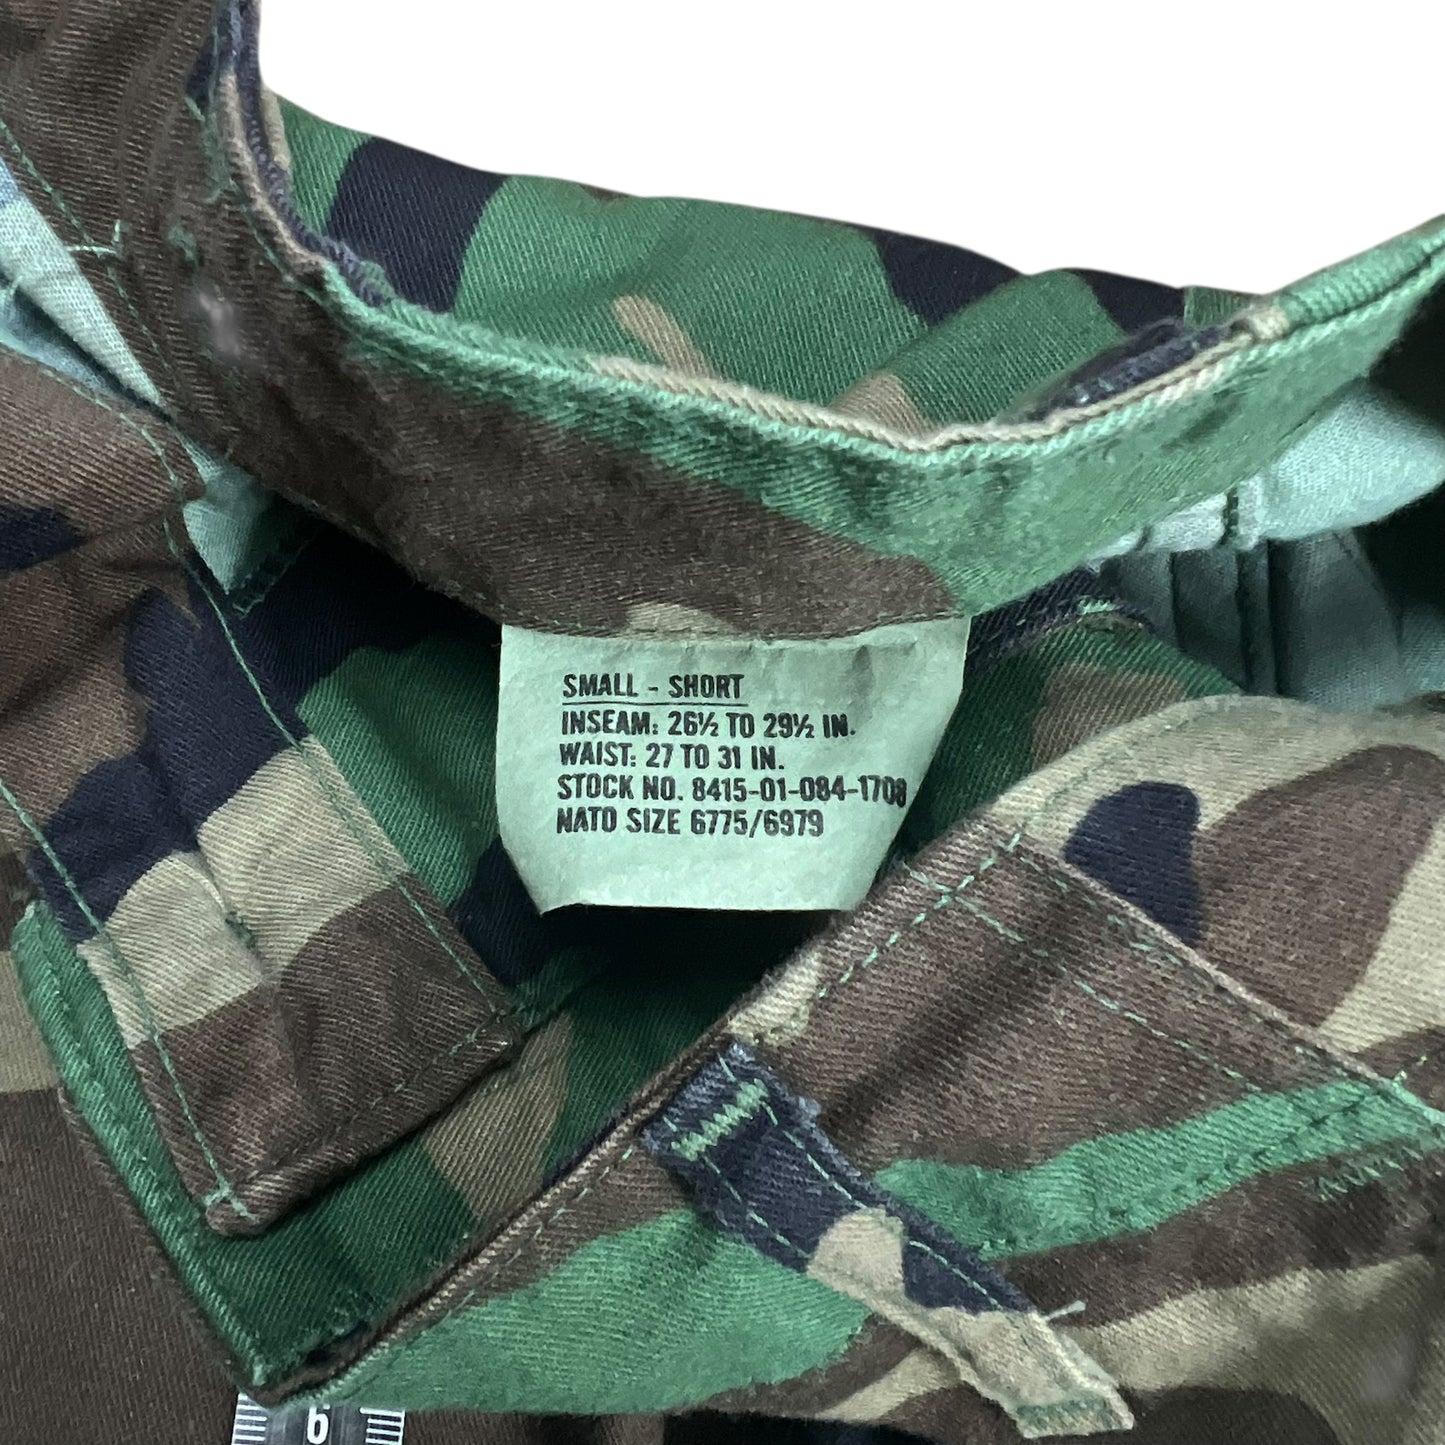 SMALL - SHORT
INSEAM: 26½ TO 29½ IN.
WAIST: 27 TO 31 IN.
STOCK NO. 8415-01-084-1708
NATO SIZE 6775/6979
6